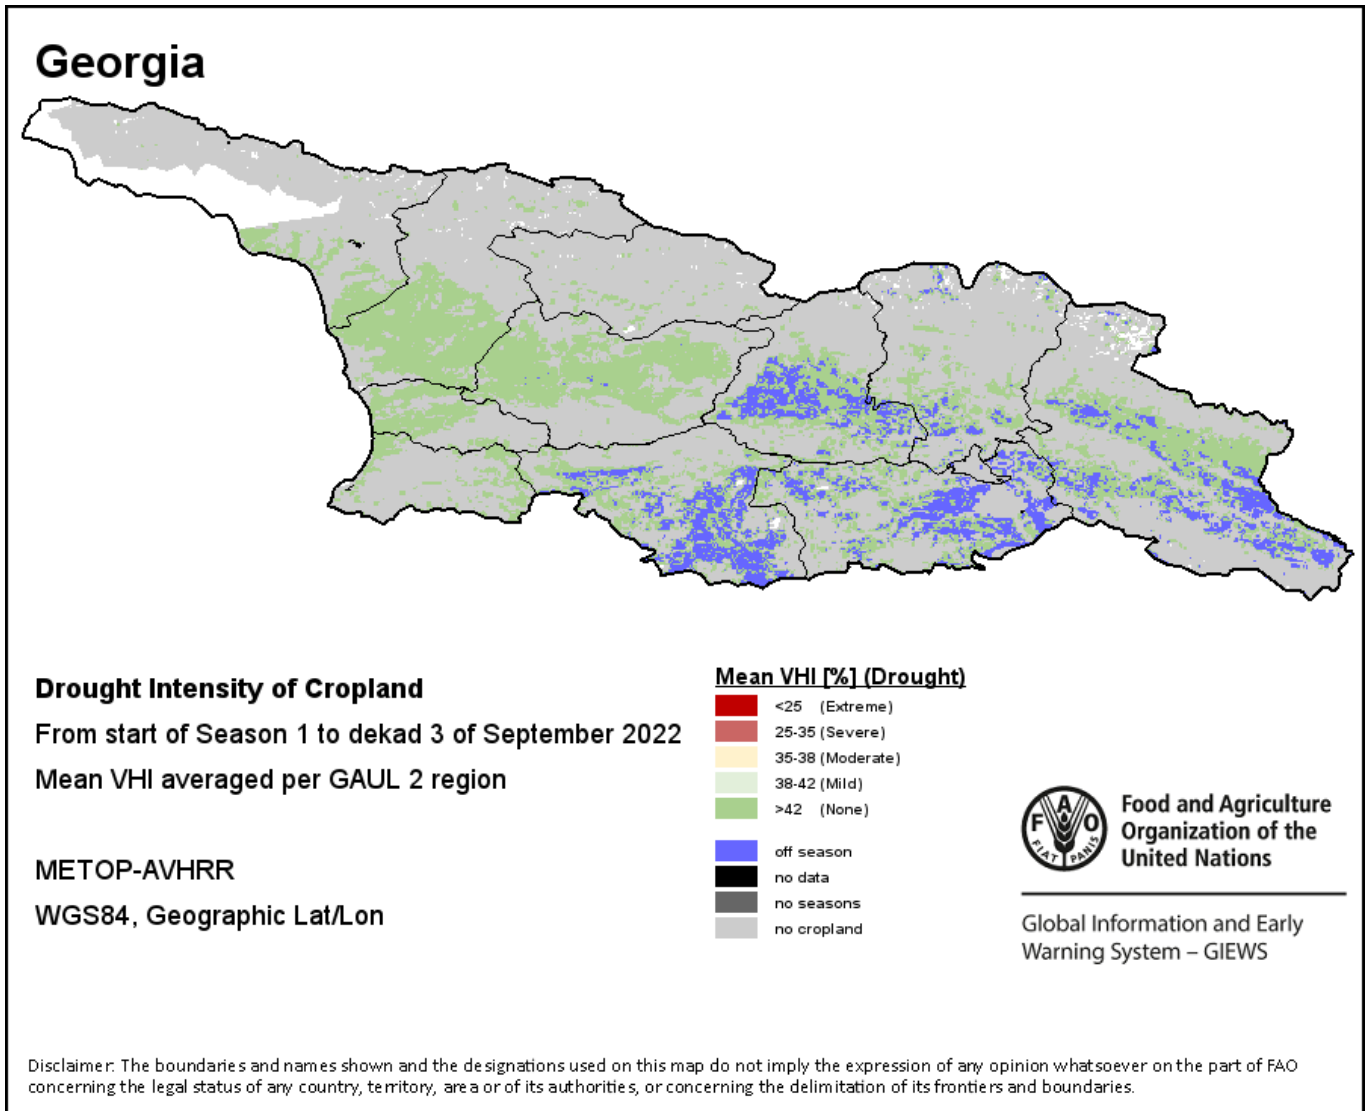 Georgia
Drought Intensity of Cropland
From start of Season 1 to dekad 3 of September 2022
Mean VHI averaged per GAUL 2 region
METOP-AVHRR
WGS84, Geographic Lat/Lon
Mean VHI [%] (Drought)
<25 (Extreme)
25-35 (Severe)
35-38 (Moderate)
38-42 (Mild)
>42 (None)
off season
no data
no seasons
no cropland
F A O
FIAT PANIS
Food and Agriculture
Organization of the
United Nations
Global Information and Early
Warning System – GIEWS
Disclaimer: The boundaries and names shown and the designations used on this map do not imply the expression of any opinion whatsoever on the part of FAO
concerning the legal status of any country, territory, area or of its authorities, or concerning the delimitation of its frontiers and boundaries.